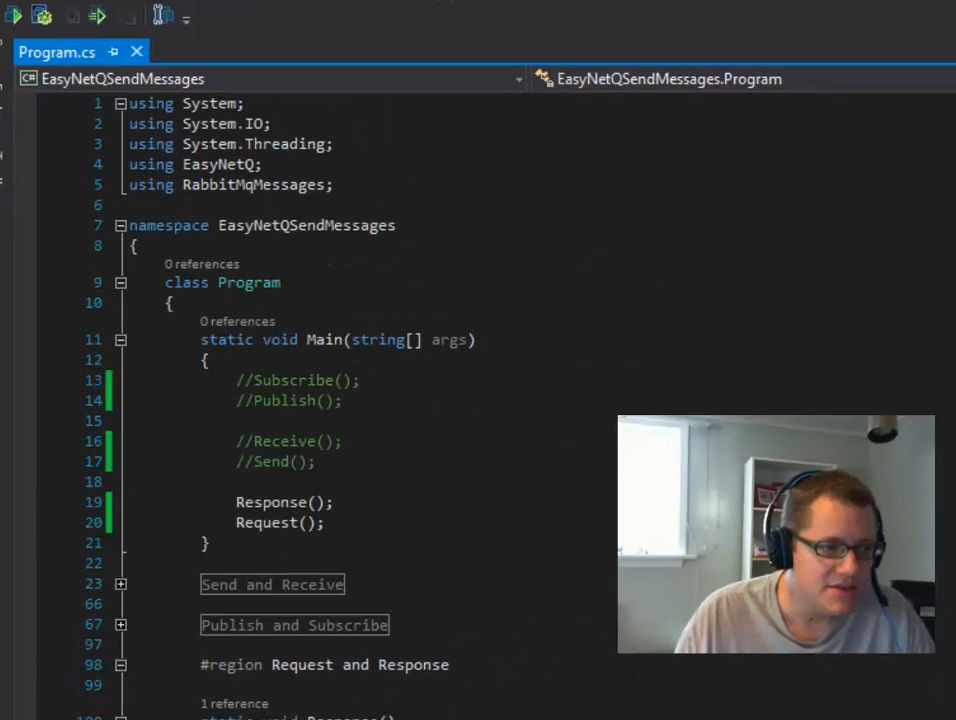 Program.cs
EasyNetQSendMessages
EasyNetQSendMessages.Program
1 using System;
2 using System.IO;
3 using System.Threading;
4 using EasyNetQ;
5 using RabbitMqMessages;
6
7 namespace EasyNetQSendMessages
8 {
0 references
9 class Program
10 {
0 references
11 static void Main(string[] args)
12 {
13 //Subscribe();
14 //Publish();
15
16 //Receive();
17 //Send();
18
19 Response();
20 Request();
21 }
22
23 Send and Receive
66
67 Publish and Subscribe
97
98 #region Request and Response
99
1 reference
100 static void Response()